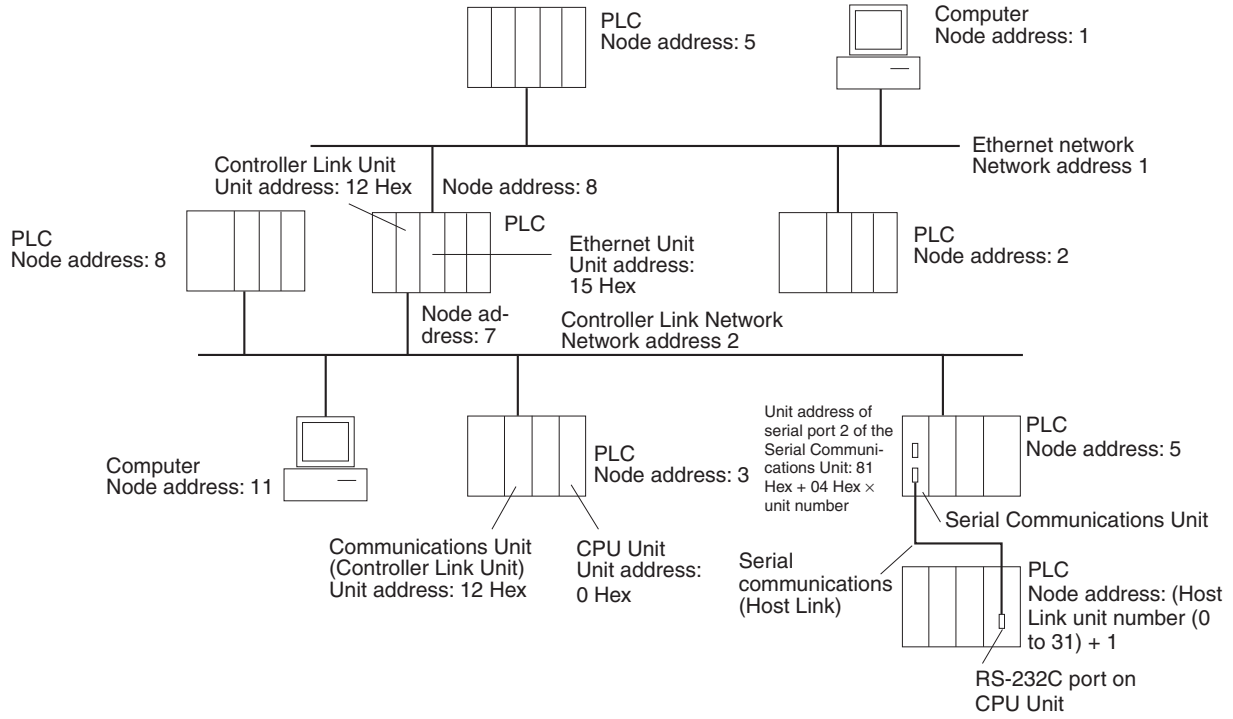 PLC
Node address: 5
Computer
Node address: 1
Ethernet network
Network address 1
Controller Link Unit
Unit address: 12 Hex
Node address: 8
PLC
Node address: 8
PLC
Ethernet Unit
Unit address:
15 Hex
PLC
Node address: 2
Node ad-
dress: 7
Controller Link Network
Network address 2
Computer
Node address: 11
PLC
Node address: 3
Unit address of
serial port 2 of the
Serial Communi-
cations Unit: 81
Hex + 04 Hex ×
unit number
PLC
Node address: 5
Serial Communications Unit
Communications Unit
(Controller Link Unit)
Unit address: 12 Hex
CPU Unit
Unit address:
0 Hex
Serial
communications
(Host Link)
PLC
Node address: (Host
Link unit number (0
to 31) + 1
RS-232C port on
CPU Unit